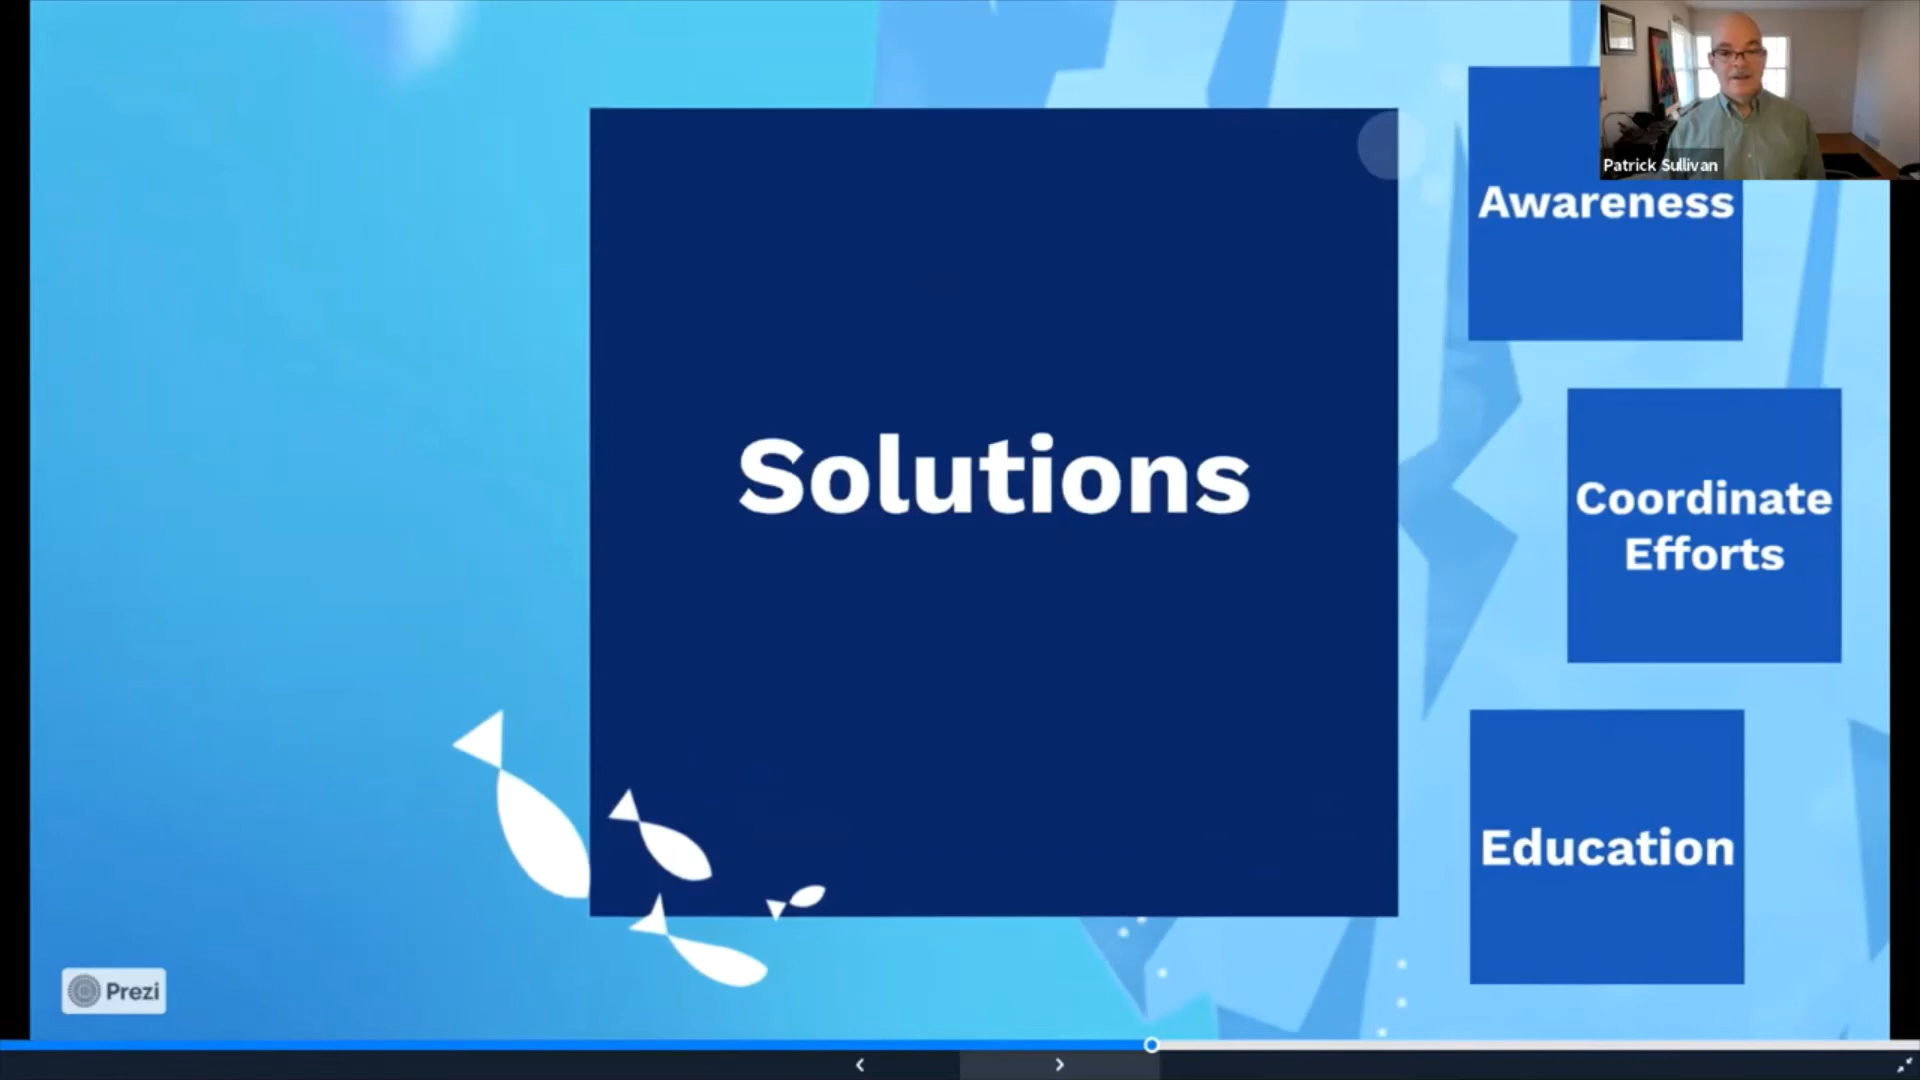 Patrick Sullivan
Solutions
Awareness
Coordinate
Efforts
Education
Prezi